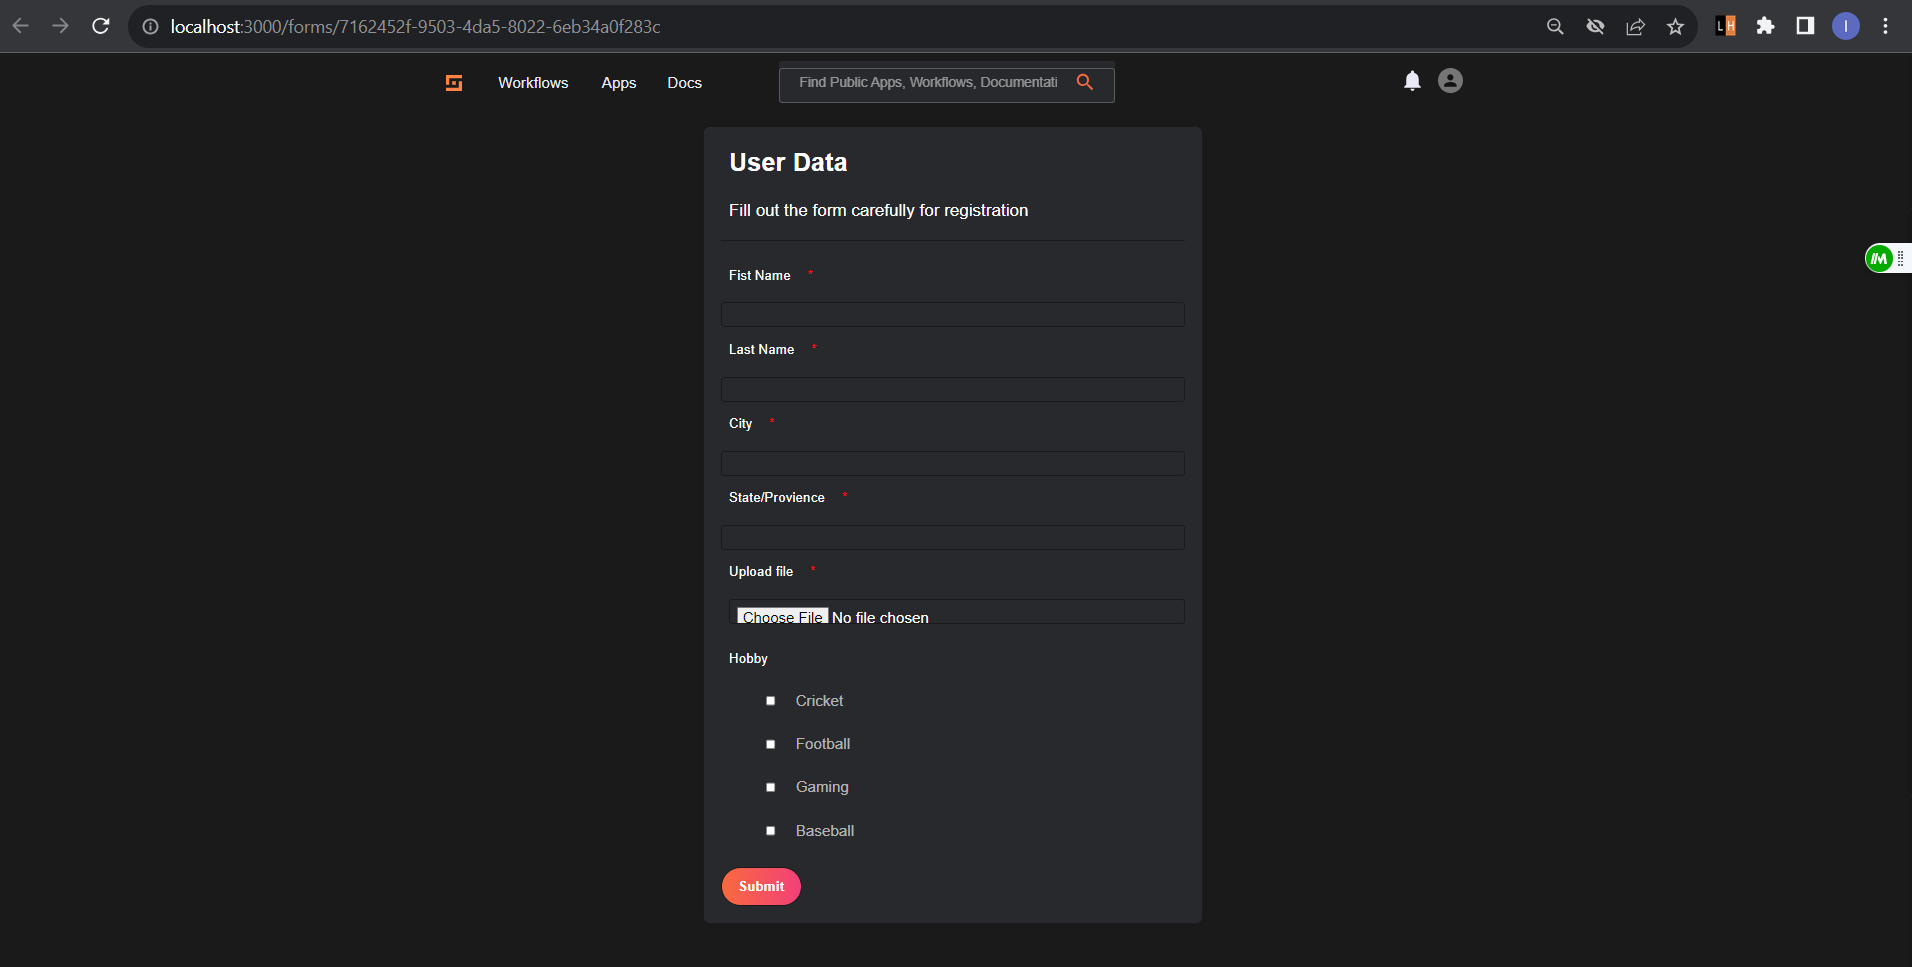 localhost:3000/forms/7162452f-9503-4da5-8022-6eb34a0f283c
LH
I
Workflows Apps Docs Find Public Apps, Workflows, Documentati
User Data
Fill out the form carefully for registration
Fist Name *
Last Name *
City *
State/Provience *
Upload file *
Choose File No file chosen
Hobby
Cricket
Football
Gaming
Baseball
Submit